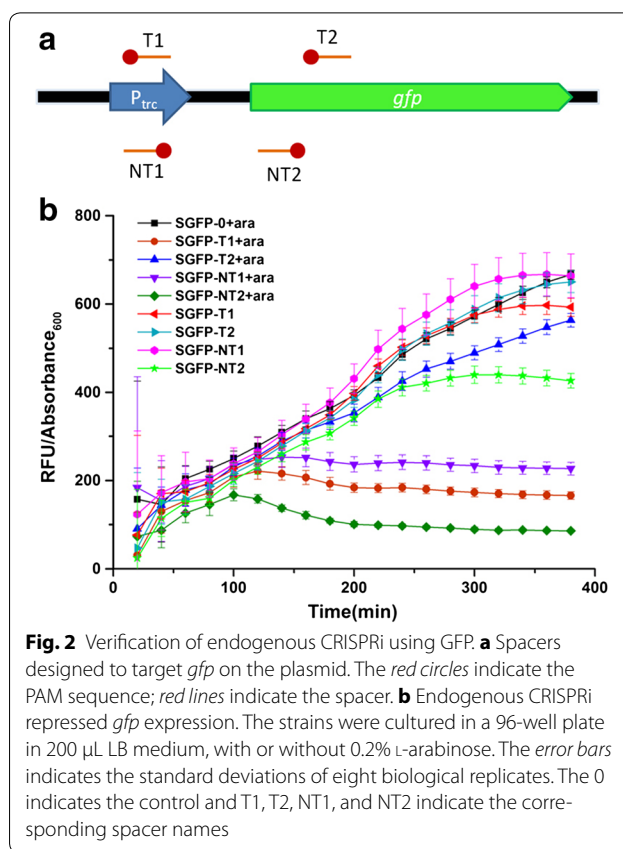 a
T1
T2
Ptrc
gfp
NT1
NT2
b
800
SGFP-0+ara
SGFP-T1+ara
SGFP-T2+ara
SGFP-NT1+ara
SGFP-NT2+ara
SGFP-T1
SGFP-T2
SGFP-NT1
SGFP-NT2
600
400
200
0
RFU/Absorbance600
0 100 200 300 400
Time(min)
Fig. 2 Verification of endogenous CRISPRi using GFP. a Spacers
designed to target gfp on the plasmid. The red circles indicate the
PAM sequence; red lines indicate the spacer. b Endogenous CRISPRi
repressed gfp expression. The strains were cultured in a 96-well plate
in 200 µL LB medium, with or without 0.2% L-arabinose. The error bars
indicates the standard deviations of eight biological replicates. The 0
indicates the control and T1, T2, NT1, and NT2 indicate the corre-
sponding spacer names